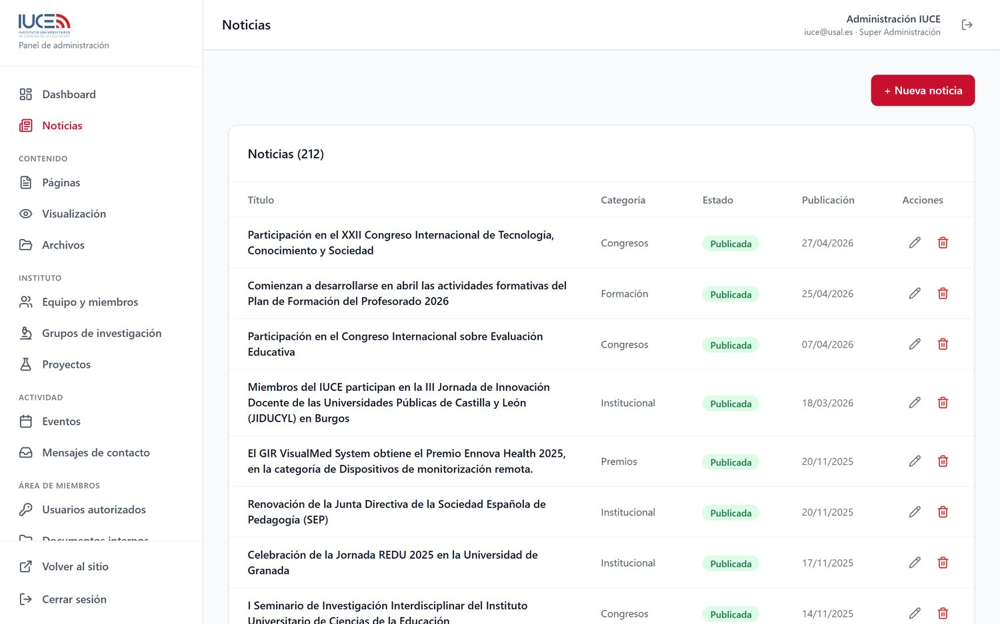 IUCE
INSTITUTO UNIVERSITARIO
DE CIENCIAS DE LA EDUCACIÓN
Panel de administración
Dashboard
Noticias
CONTENIDO
Páginas
Visualización
Archivos
INSTITUTO
Equipo y miembros
Grupos de investigación
Proyectos
ACTIVIDAD
Eventos
Mensajes de contacto
ÁREA DE MIEMBROS
Usuarios autorizados
Documentos internos
Volver al sitio
Cerrar sesión
Noticias
Administración IUCE
iuce@usal.es · Super Administración
+ Nueva noticia
Noticias (212)
Título Categoría Estado Publicación Acciones
Participación en el XXII Congreso Internacional de Tecnología,
Conocimiento y Sociedad
Congresos Publicada 27/04/2026
Comienzan a desarrollarse en abril las actividades formativas del
Plan de Formación del Profesorado 2026
Formación Publicada 25/04/2026
Participación en el Congreso Internacional sobre Evaluación
Educativa
Congresos Publicada 07/04/2026
Miembros del IUCE participan en la III Jornada de Innovación
Docente de las Universidades Públicas de Castilla y León
(JIDUCYL) en Burgos
Institucional Publicada 18/03/2026
El GIR VisualMed System obtiene el Premio Ennova Health 2025,
en la categoría de Dispositivos de monitorización remota.
Premios Publicada 20/11/2025
Renovación de la Junta Directiva de la Sociedad Española de
Pedagogía (SEP)
Institucional Publicada 20/11/2025
Celebración de la Jornada REDU 2025 en la Universidad de
Granada
Institucional Publicada 17/11/2025
I Seminario de Investigación Interdisciplinar del Instituto
Universitario de Ciencias de la Educación
Congresos Publicada 14/11/2025